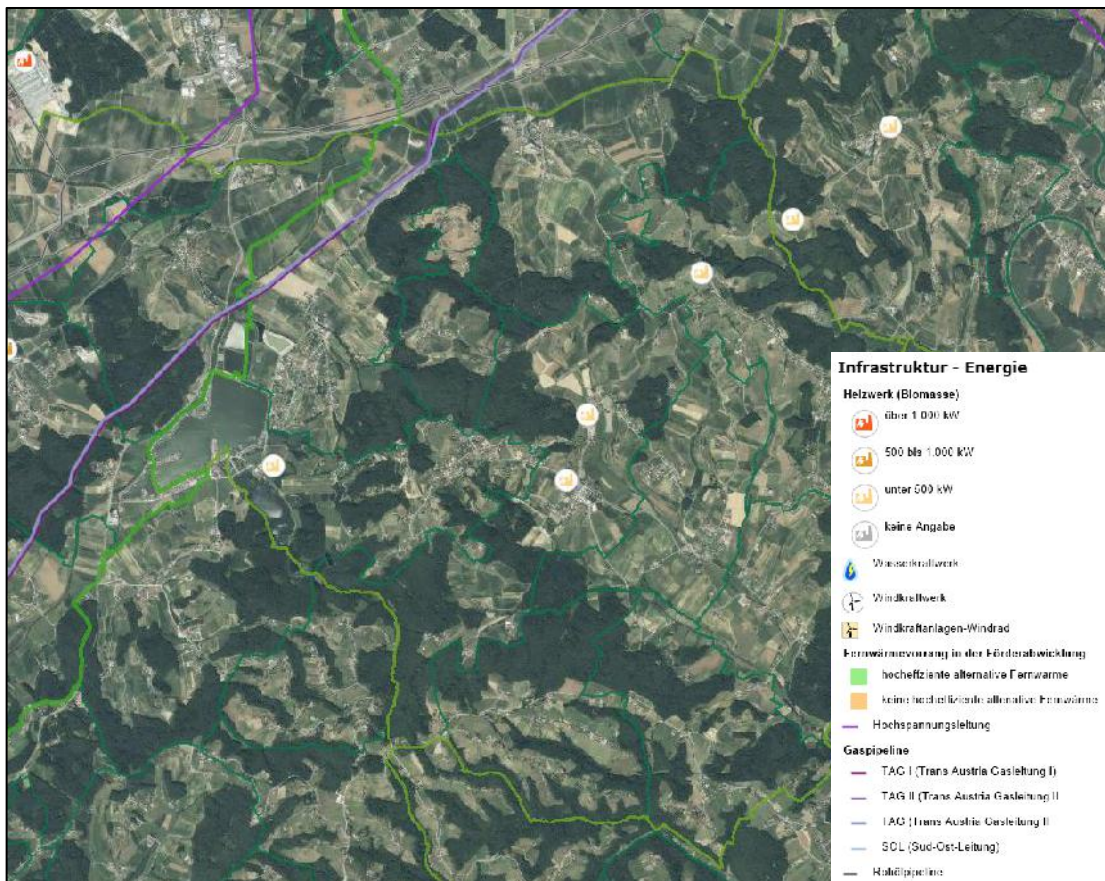 Infrastruktur - Energie
Heizwerk (Biomasse)
über 1 000 kW
500 bis 1.000 kW
unter 500 kW
keine Angabe
Wasserkraftwerk
Windkraftwerk
Windkraftanlagen-Windrad
Fernwärmevorrang in der Förderabwicklung
hocheffiziente alternative Fernwärme
keine hocheffiziente altenative Fernwärme
Hochspannungsleitung
Gaspipeline
TAG I (Trans Austria Gasleitung I)
TAG II (Trans Austria Gasleitung II
TAG (Trans Austria Gasleitung II
SOL (Süd-Ost-Leitung)
Rohölpipeline